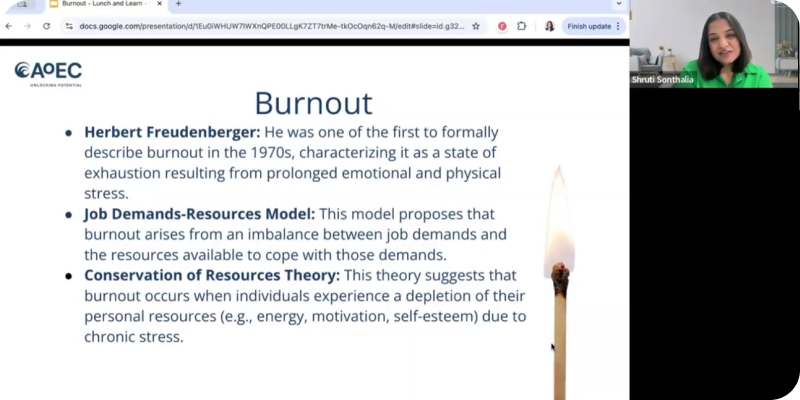 Burnout - Lunch and Learn -
docs.google.com/presentation/d/1Eu0iWHUW7lWXnQPE00LLgK7ZT7trMe-tkOcOqn62q-M/edit#slide=id.g32...
Finish update
AoEC
UNLOCKING POTENTIAL
Shruti Sonthalia
Burnout
● Herbert Freudenberger: He was one of the first to formally
describe burnout in the 1970s, characterizing it as a state of
exhaustion resulting from prolonged emotional and physical
stress.
● Job Demands-Resources Model: This model proposes that
burnout arises from an imbalance between job demands and
the resources available to cope with those demands.
● Conservation of Resources Theory: This theory suggests that
burnout occurs when individuals experience a depletion of their
personal resources (e.g., energy, motivation, self-esteem) due to
chronic stress.